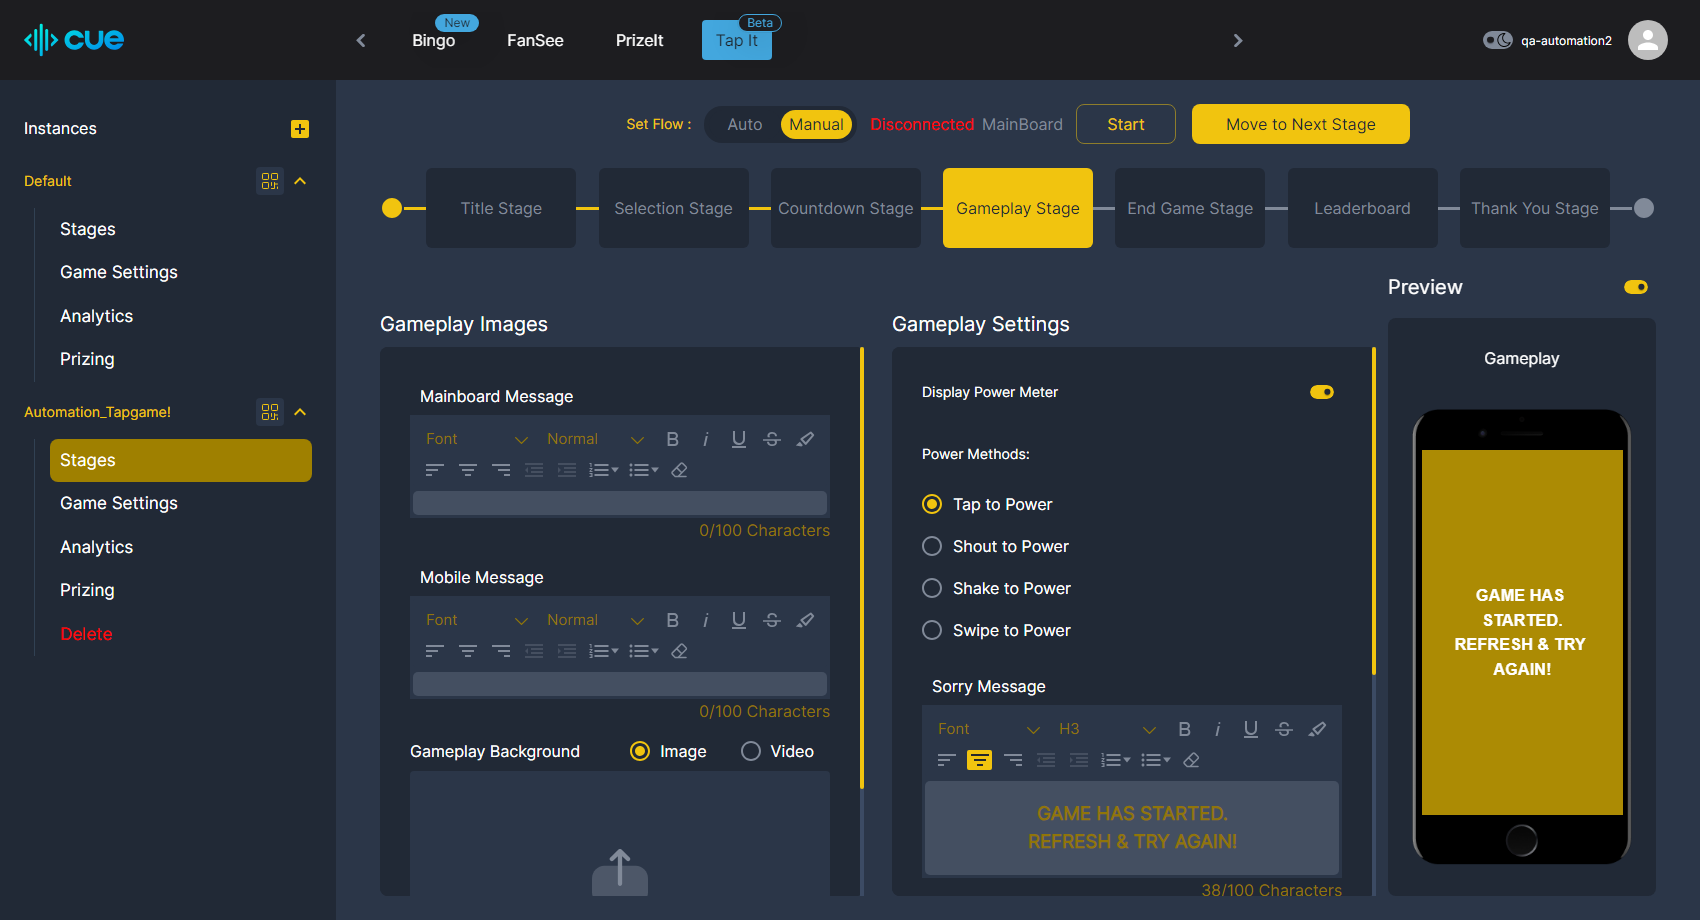 cue
New
Bingo
FanSee
PrizeIt
Beta
Tap It
qa-automation2
Instances
Default
Stages
Game Settings
Analytics
Prizing
Automation_Tapgame!
Stages
Game Settings
Analytics
Prizing
Delete
Set Flow :
Auto
Manual
Disconnected MainBoard
Start
Move to Next Stage
Title Stage
Selection Stage
Countdown Stage
Gameplay Stage
End Game Stage
Leaderboard
Thank You Stage
Gameplay Images
Mainboard Message
Font
Normal
B
i
U
S
0/100 Characters
Mobile Message
Font
Normal
B
i
U
S
0/100 Characters
Gameplay Background
Image
Video
Gameplay Settings
Display Power Meter
Power Methods:
Tap to Power
Shout to Power
Shake to Power
Swipe to Power
Sorry Message
Font
H3
B
i
U
S
GAME HAS STARTED.
REFRESH & TRY AGAIN!
38/100 Characters
Preview
Gameplay
GAME HAS
STARTED.
REFRESH & TRY
AGAIN!